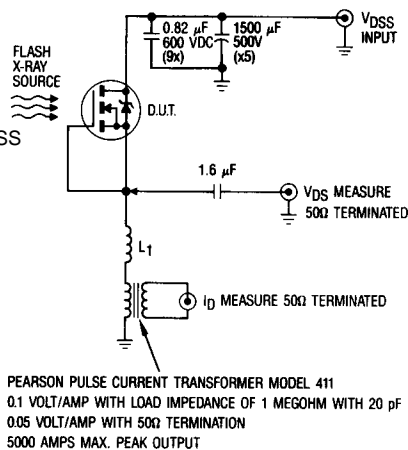 0.82 µF
600 VDC
(9x)
1500 µF
500V
(x5)
VDSS
INPUT
FLASH
X-RAY
SOURCE
D.U.T.
SS
1.6 µF
VDS MEASURE
50Ω TERMINATED
L1
ID MEASURE 50Ω TERMINATED
PEARSON PULSE CURRENT TRANSFORMER MODEL 411
0.1 VOLT/AMP WITH LOAD IMPEDANCE OF 1 MEGOHM WITH 20 pF
0.05 VOLT/AMP WITH 50Ω TERMINATION
5000 AMPS MAX. PEAK OUTPUT